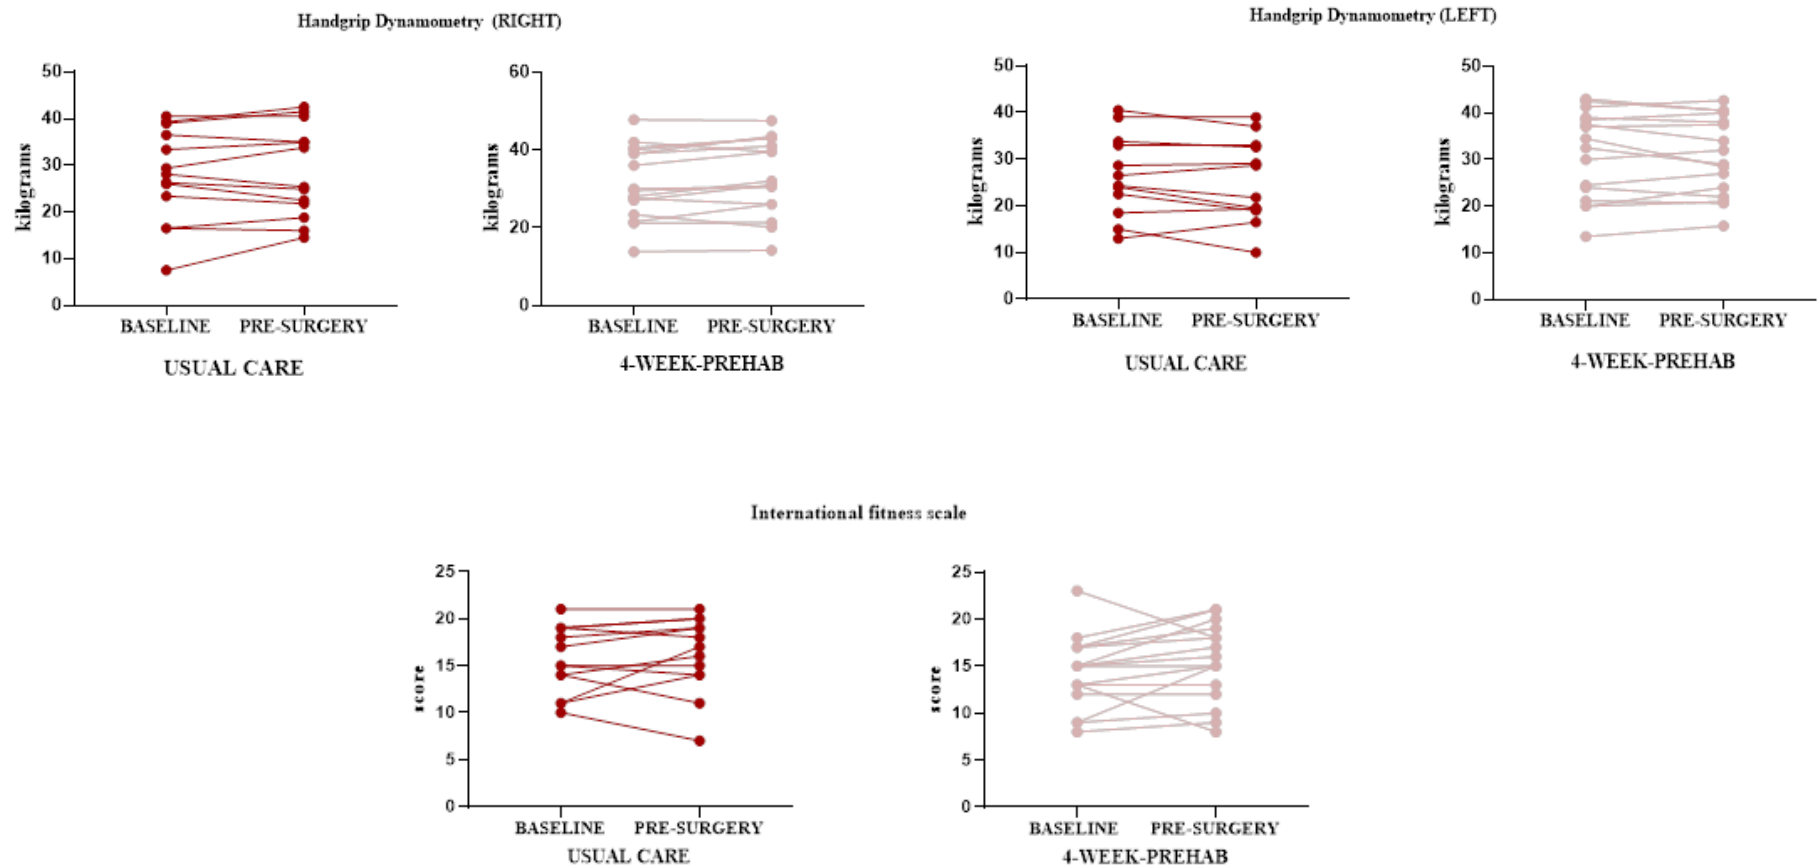 Handgrip Dynamometry (RIGHT)
kilograms
50
40
30
20
10
0
BASELINE PRE-SURGERY
USUAL CARE
kilograms
60
40
20
0
BASELINE PRE-SURGERY
4-WEEK-PREHAB
Handgrip Dynamometry (LEFT)
kilograms
50
40
30
20
10
0
BASELINE PRE-SURGERY
USUAL CARE
kilograms
50
40
30
20
10
0
BASELINE PRE-SURGERY
4-WEEK-PREHAB
International fitness scale
score
25
20
15
10
5
0
BASELINE PRE-SURGERY
USUAL CARE
score
25
20
15
10
5
0
BASELINE PRE-SURGERY
4-WEEK-PREHAB